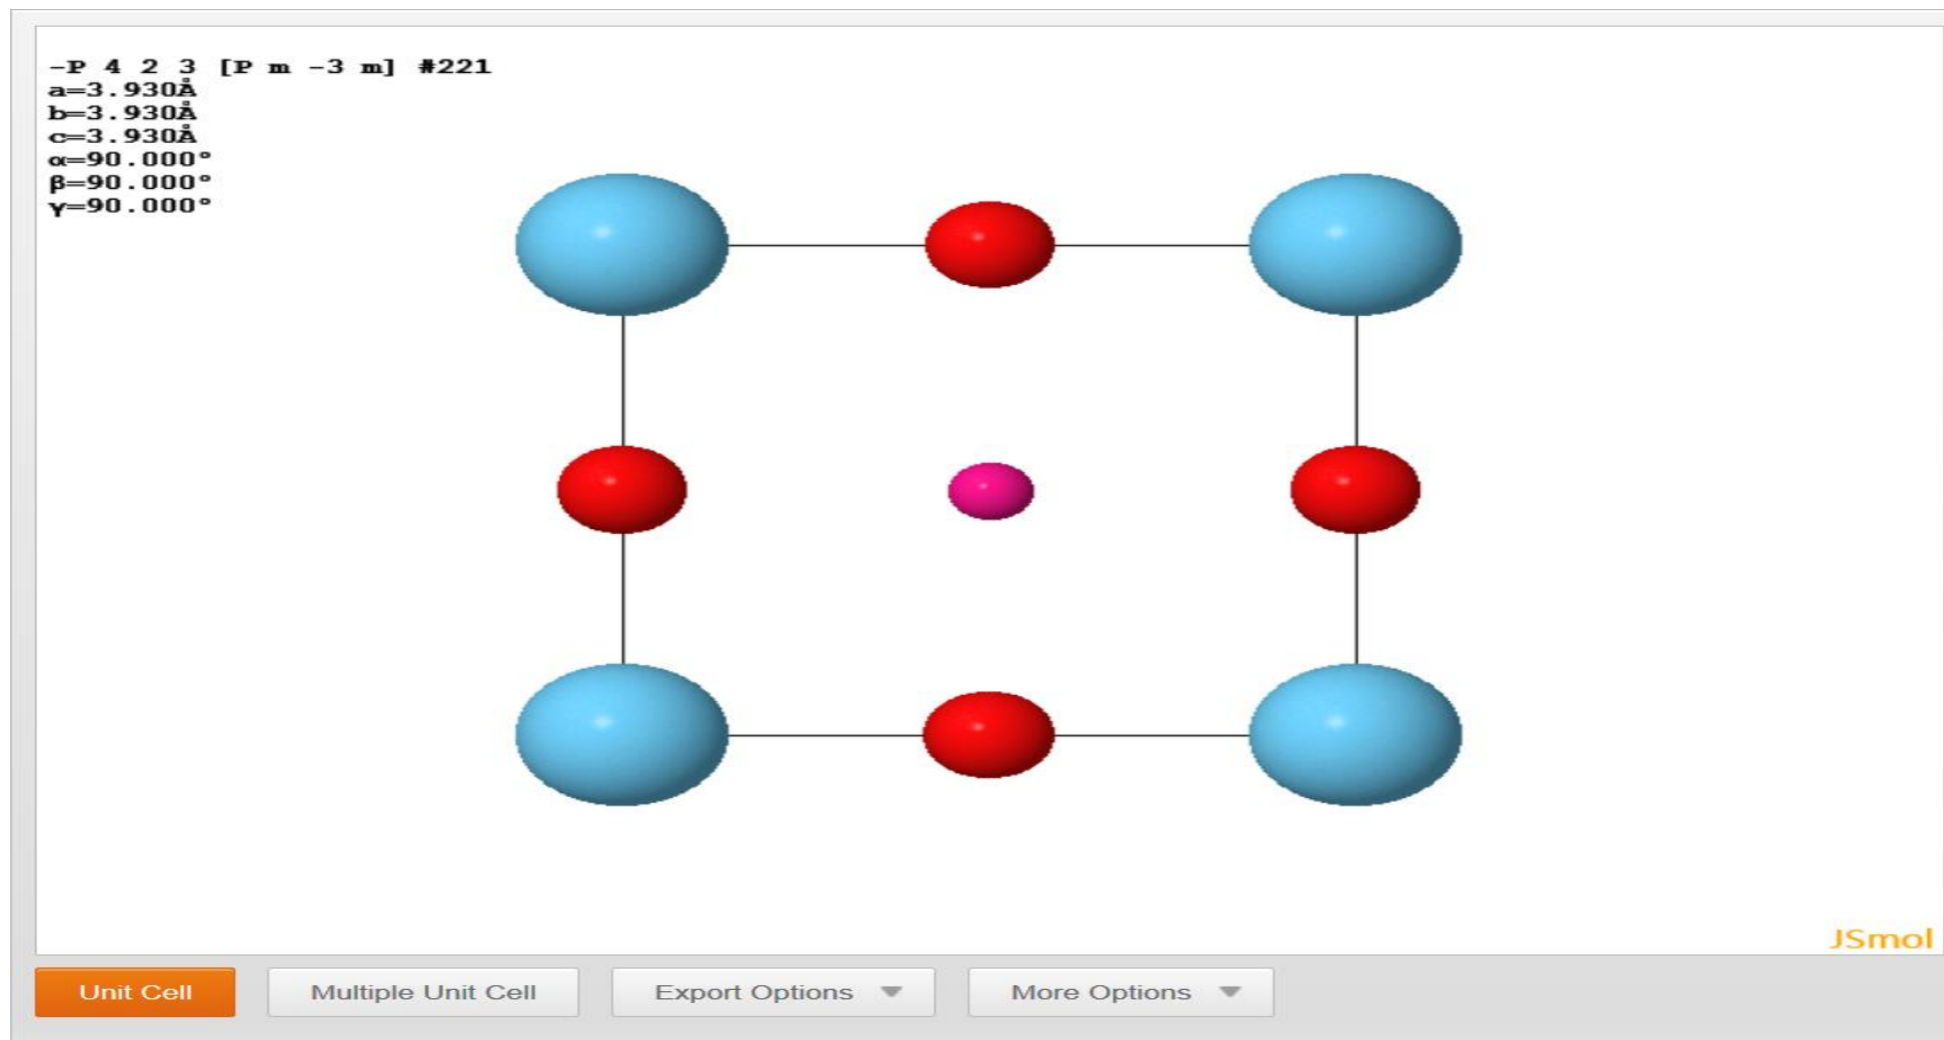 -P 4 2 3 [P m -3 m] #221
a=3.930Å
b=3.930Å
c=3.930Å
α=90.000°
β=90.000°
γ=90.000°
JSmol
Unit Cell
Multiple Unit Cell
Export Options
More Options